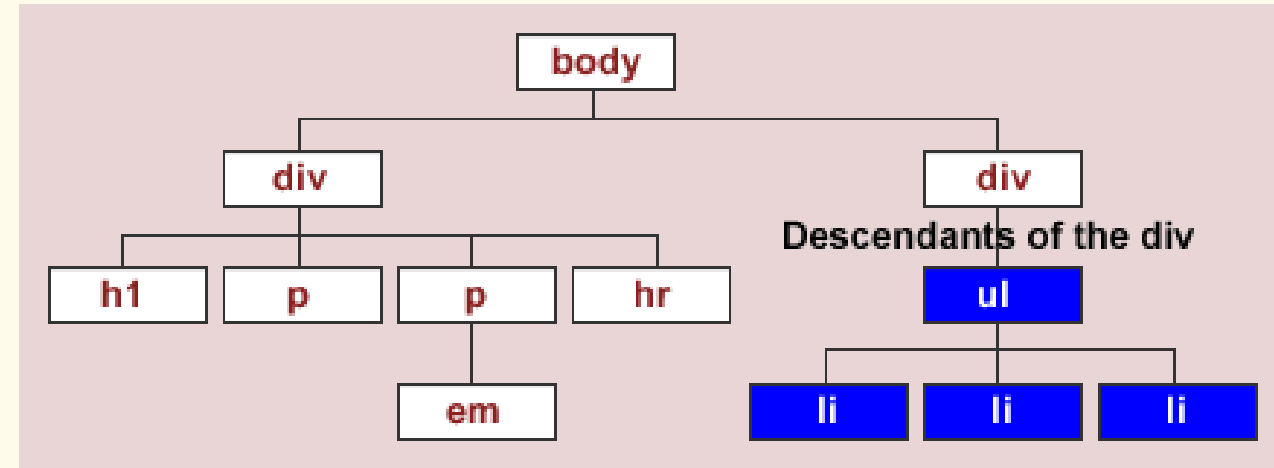 body
div div
Descendants of the div
h1 p p hr ul
em li li li